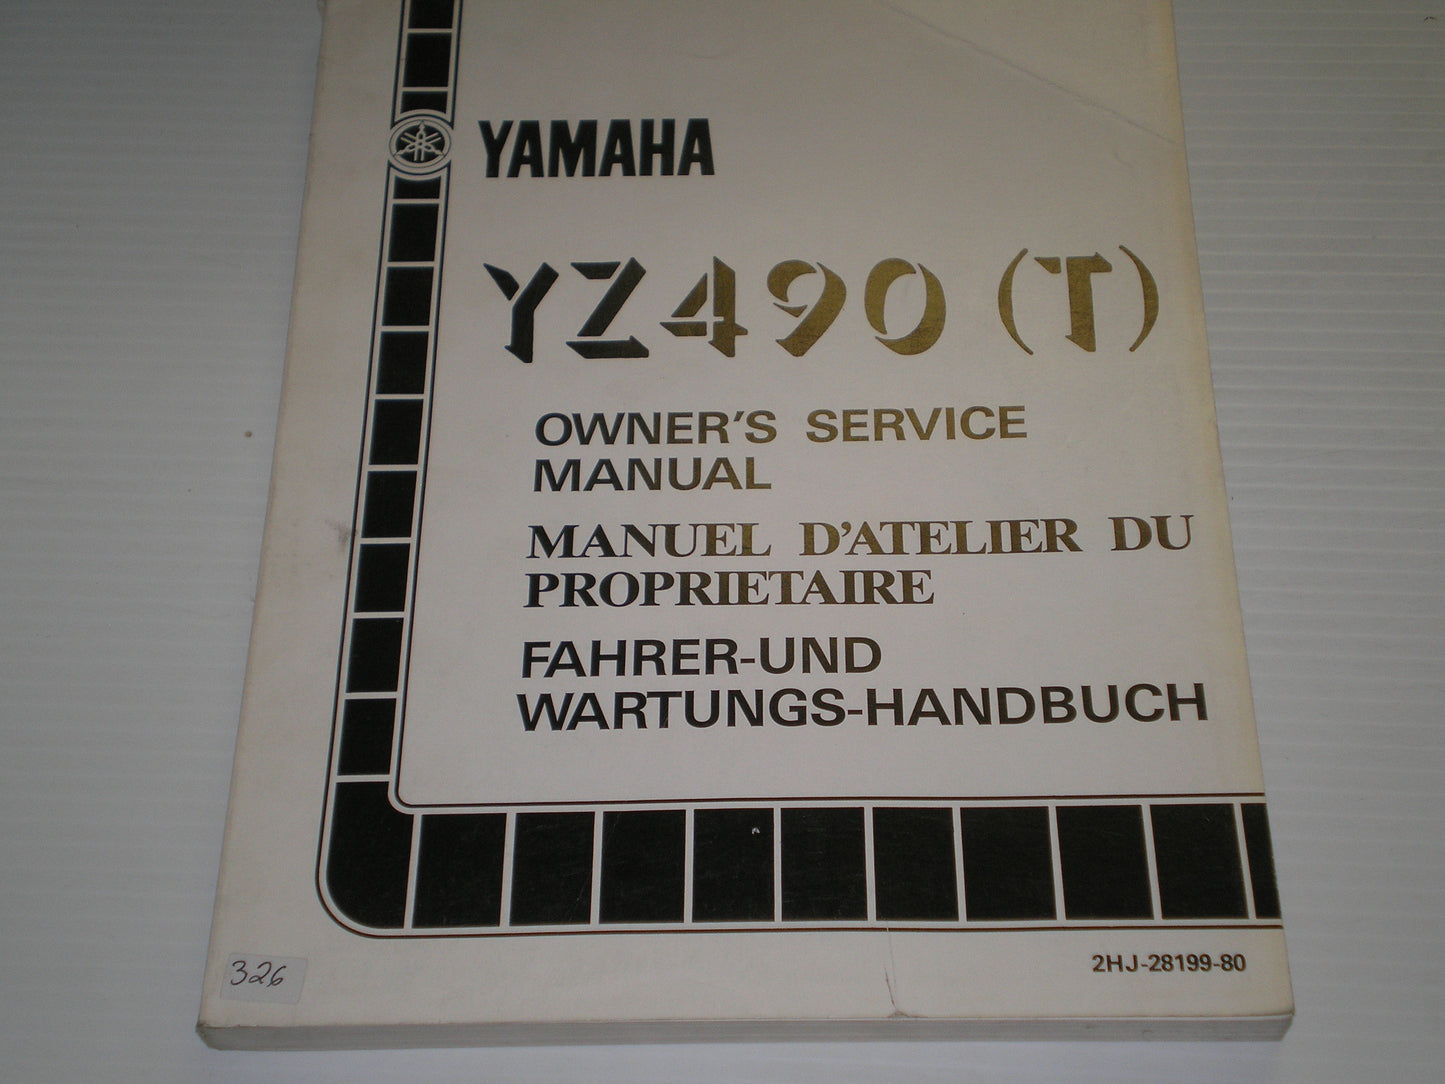 YAMAHA
YZ490 (T)
OWNER'S SERVICE
MANUAL
MANUEL D'ATELIER DU
PROPRIETAIRE
FAHRER-UND
WARTUNGS-HANDBUCH
2HJ-28199-80
326